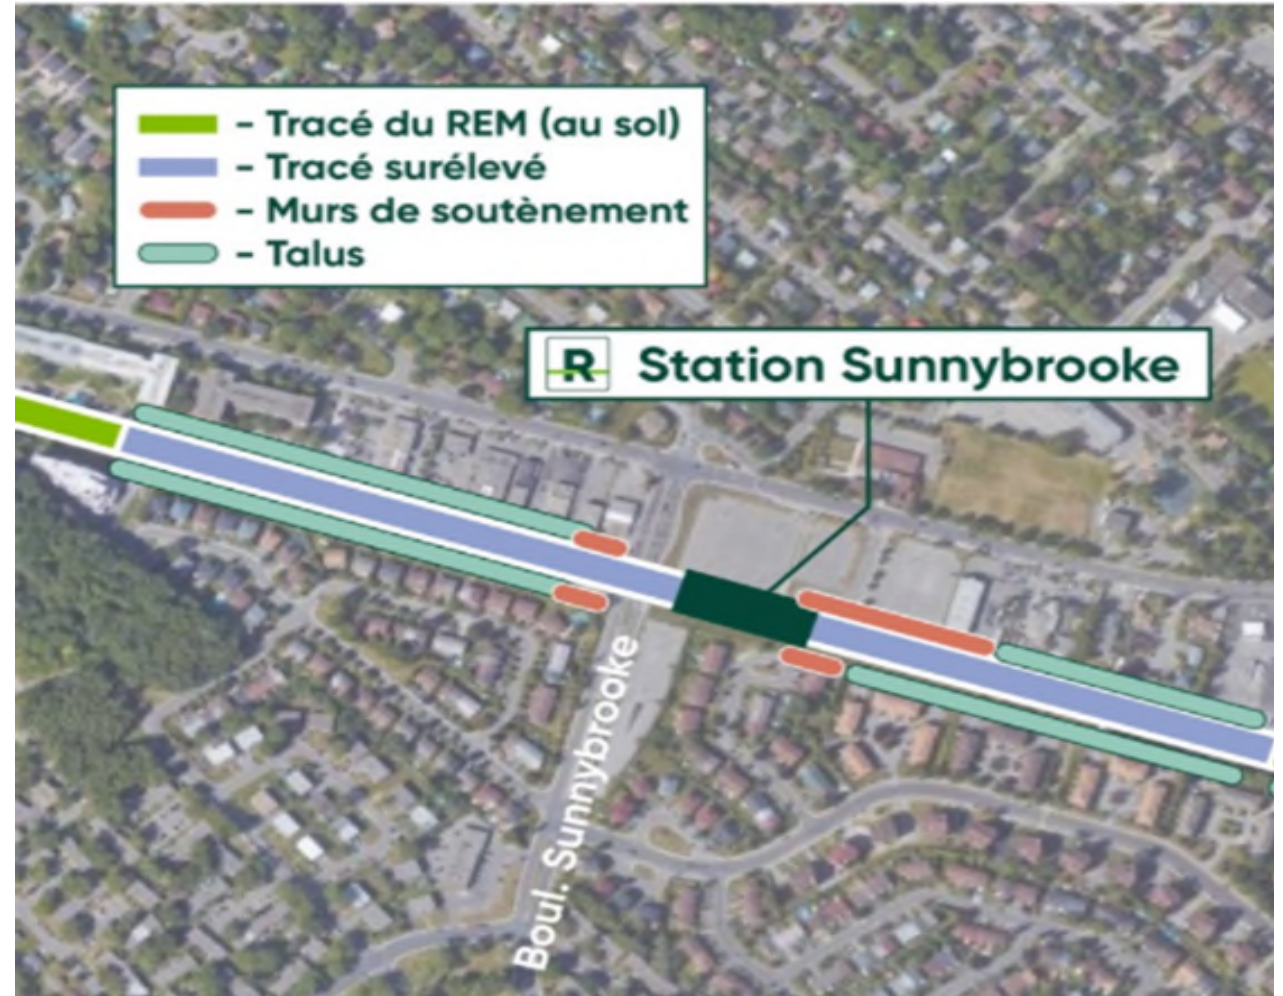 - Tracé du REM (au sol)
- Tracé surélevé
- Murs de soutènement
- Talus
R Station Sunnybrooke
Boul. Sunnybrooke